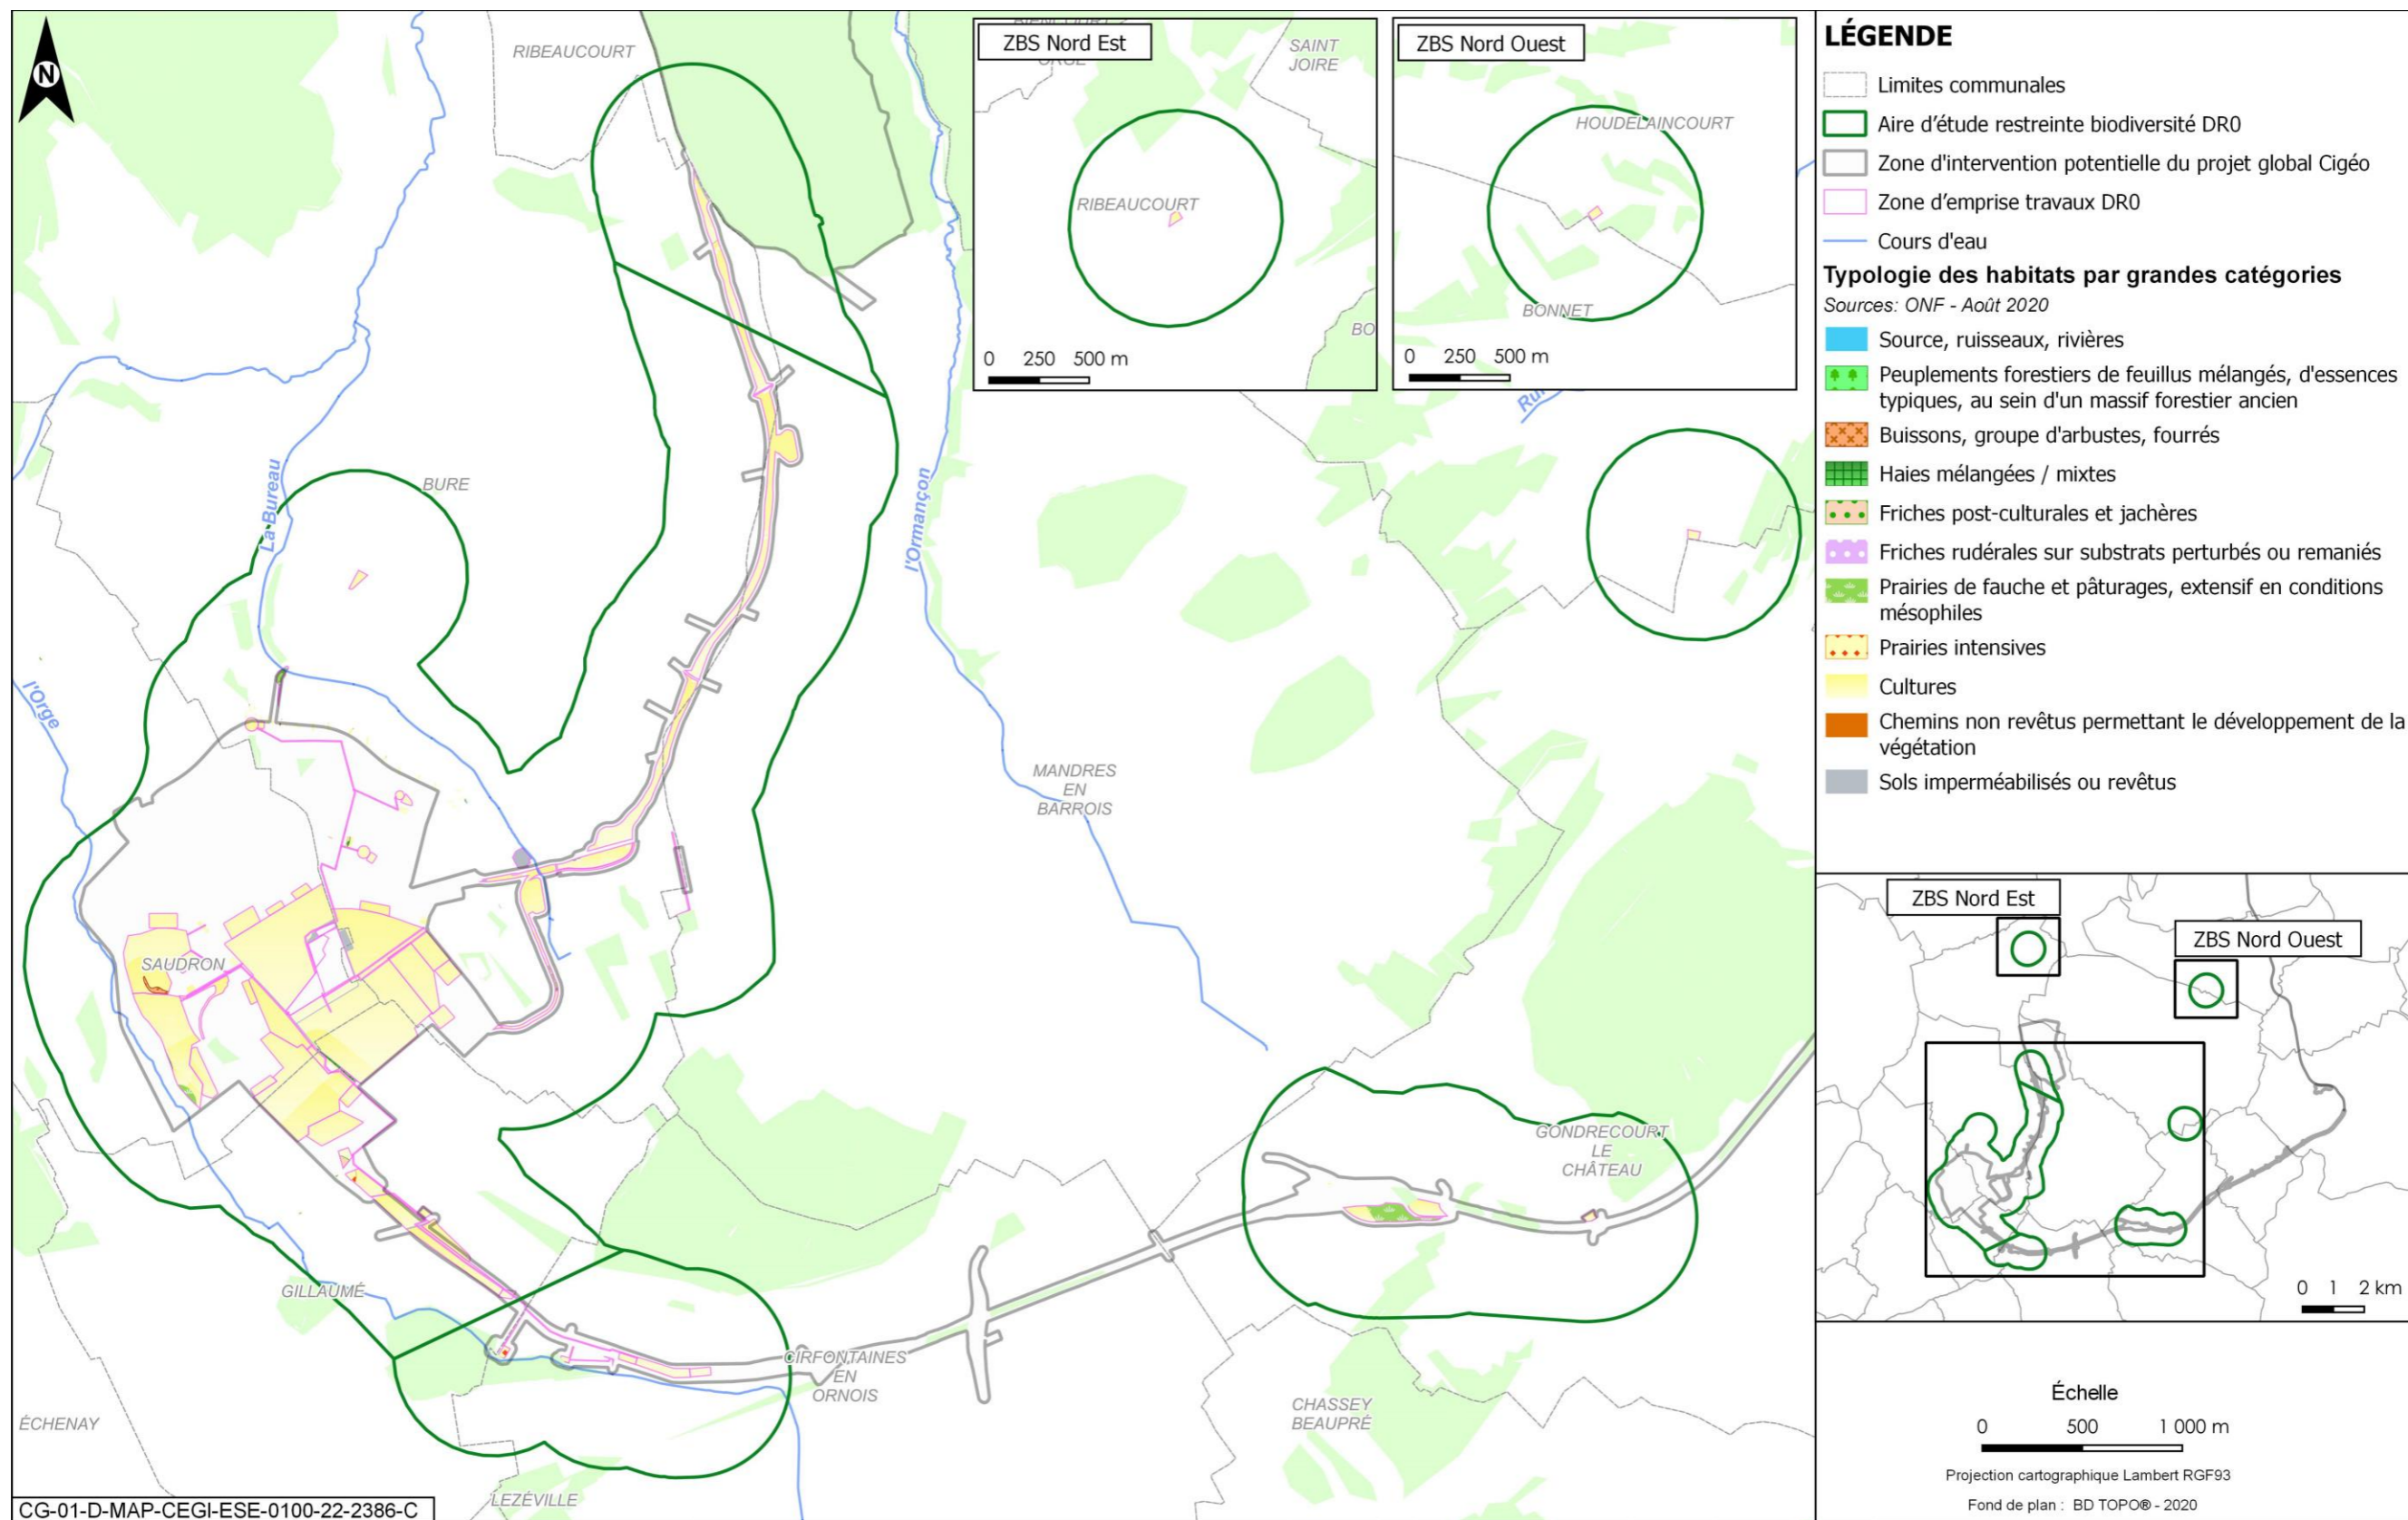 RIBEAUCOURT
ZBS Nord Est
SAINT
JOIRE
RIBEAUCOURT
0 250 500 m
ZBS Nord Ouest
HOUDELAINCOURT
BONNET
0 250 500 m
BURE
La Bureau
l'Ormançon
l'Orge
MANDRES
EN
BARROIS
SAUDRON
GONDRECOURT
LE
CHÂTEAU
GILLAUMÉ
CIRFONTAINES
EN
ORNOIS
CHASSEY
BEAUPRÉ
ÉCHENAY
LEZÉVILLE
CG-01-D-MAP-CEGI-ESE-0100-22-2386-C
N
LÉGENDE
Limites communales
Aire d'étude restreinte biodiversité DR0
Zone d'intervention potentielle du projet global Cigéo
Zone d'emprise travaux DR0
Cours d'eau
Typologie des habitats par grandes catégories
Sources: ONF - Août 2020
Source, ruisseaux, rivières
Peuplements forestiers de feuillus mélangés, d'essences
typiques, au sein d'un massif forestier ancien
Buissons, groupe d'arbustes, fourrés
Haies mélangées / mixtes
Friches post-culturales et jachères
Friches rudérales sur substrats perturbés ou remaniés
Prairies de fauche et pâturages, extensif en conditions
mésophiles
Prairies intensives
Cultures
Chemins non revêtus permettant le développement de la
végétation
Sols imperméabilisés ou revêtus
ZBS Nord Est
ZBS Nord Ouest
0 1 2 km
Échelle
0 500 1 000 m
Projection cartographique Lambert RGF93
Fond de plan : BD TOPO® - 2020